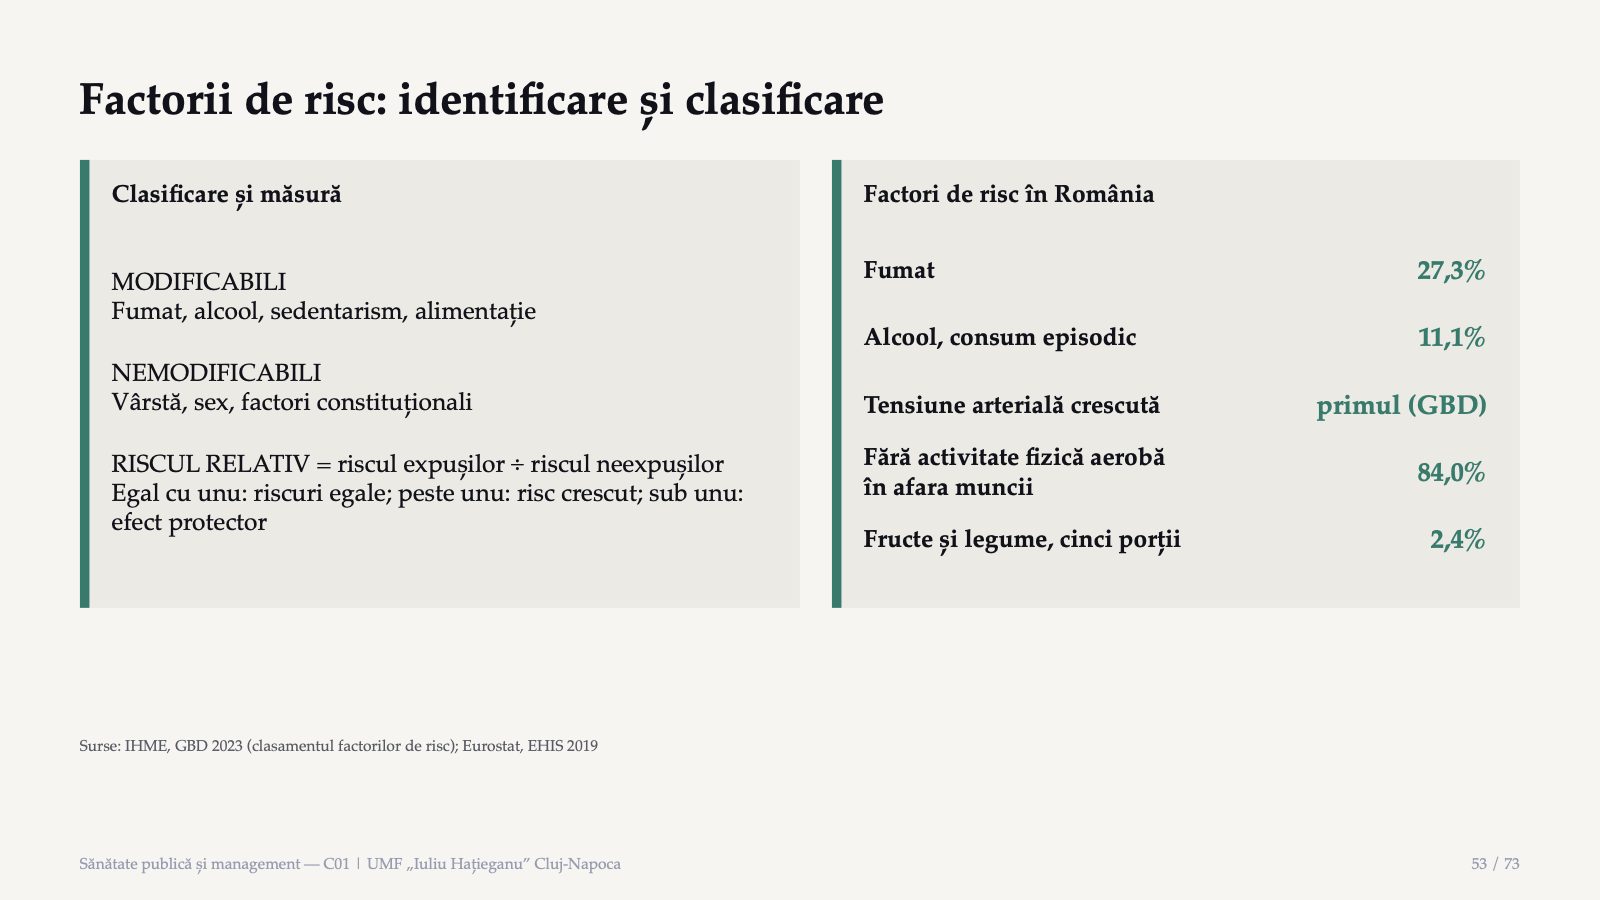 Factorii de risc: identificare și clasificare
Clasificare și măsură
MODIFICABILI
Fumat, alcool, sedentarism, alimentație
NEMODIFICABILI
Vârstă, sex, factori constituționali
RISCUL RELATIV = riscul expușilor ÷ riscul neexpușilor
Egal cu unu: riscuri egale; peste unu: risc crescut; sub unu:
efect protector
Factori de risc în România
Fumat 27,3%
Alcool, consum episodic 11,1%
Tensiune arterială crescută primul (GBD)
Fără activitate fizică aerobă
în afara muncii 84,0%
Fructe și legume, cinci porții 2,4%
Surse: IHME, GBD 2023 (clasamentul factorilor de risc); Eurostat, EHIS 2019
Sănătate publică și management — C01 | UMF „Iuliu Hațieganu” Cluj-Napoca
53 / 73